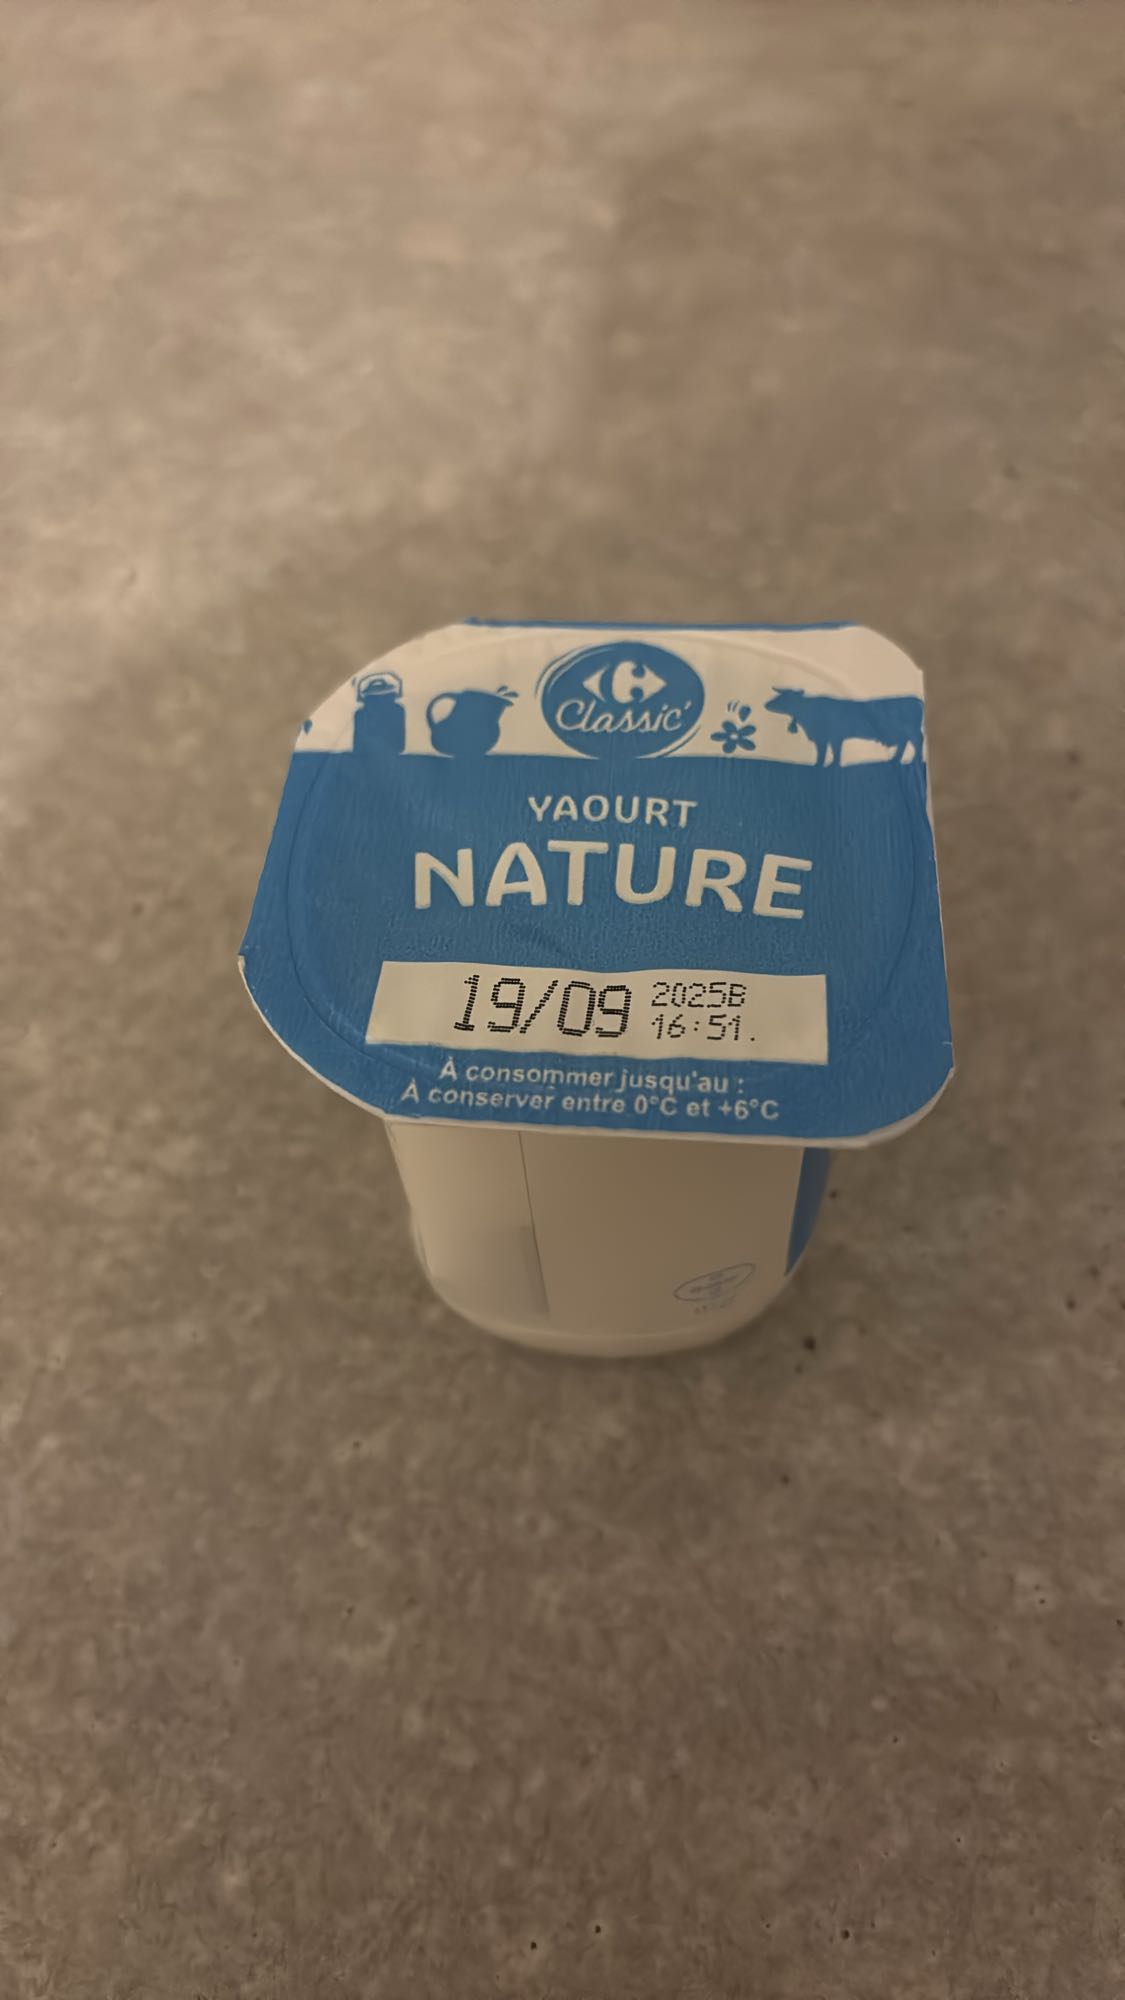 Classic'
YAOURT
NATURE
19/09 2025B
16:51.
À consommer jusqu'au :
À conserver entre 0°C et +6°C